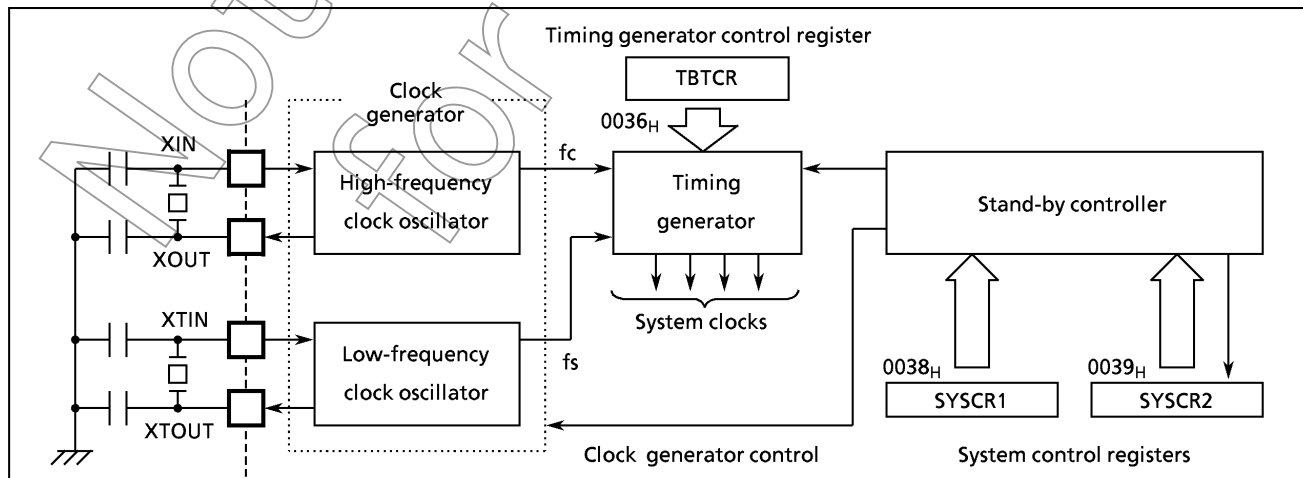 Timing generator control register
TBTCR
0036H
Clock
generator
XIN
XOUT
High-frequency
clock oscillator
fc
Timing
generator
Stand-by controller
System clocks
XTIN
XTOUT
Low-frequency
clock oscillator
fs
0038H
SYSCR1
0039H
SYSCR2
Clock generator control
System control registers
Not
for